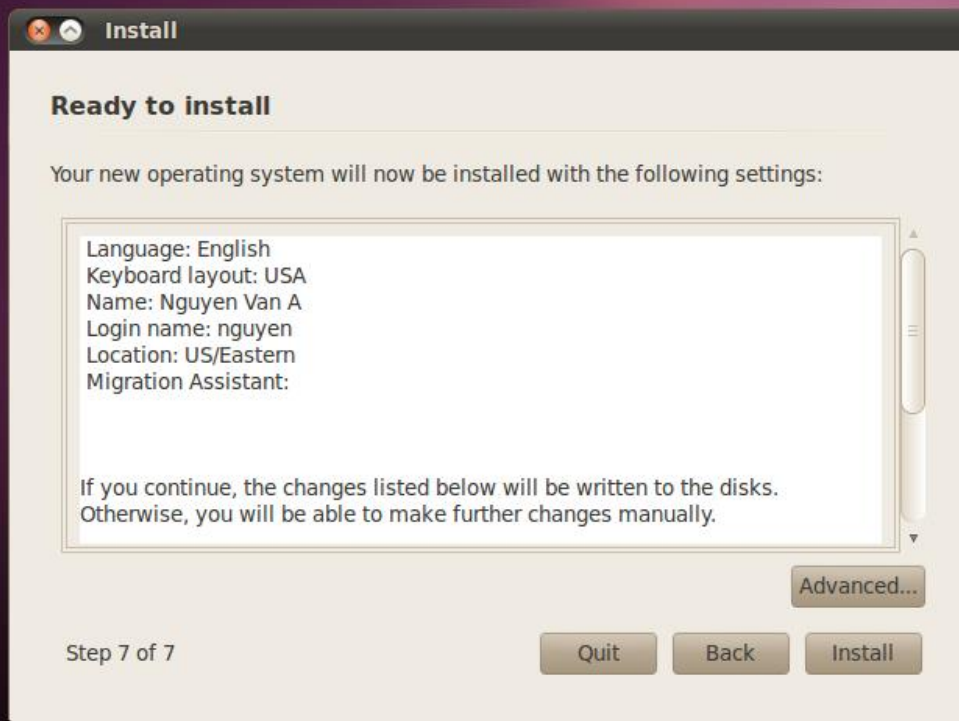 Install
Ready to install
Your new operating system will now be installed with the following settings:
Language: English
Keyboard layout: USA
Name: Nguyen Van A
Login name: nguyen
Location: US/Eastern
Migration Assistant:
If you continue, the changes listed below will be written to the disks.
Otherwise, you will be able to make further changes manually.
Advanced...
Step 7 of 7
Quit
Back
Install